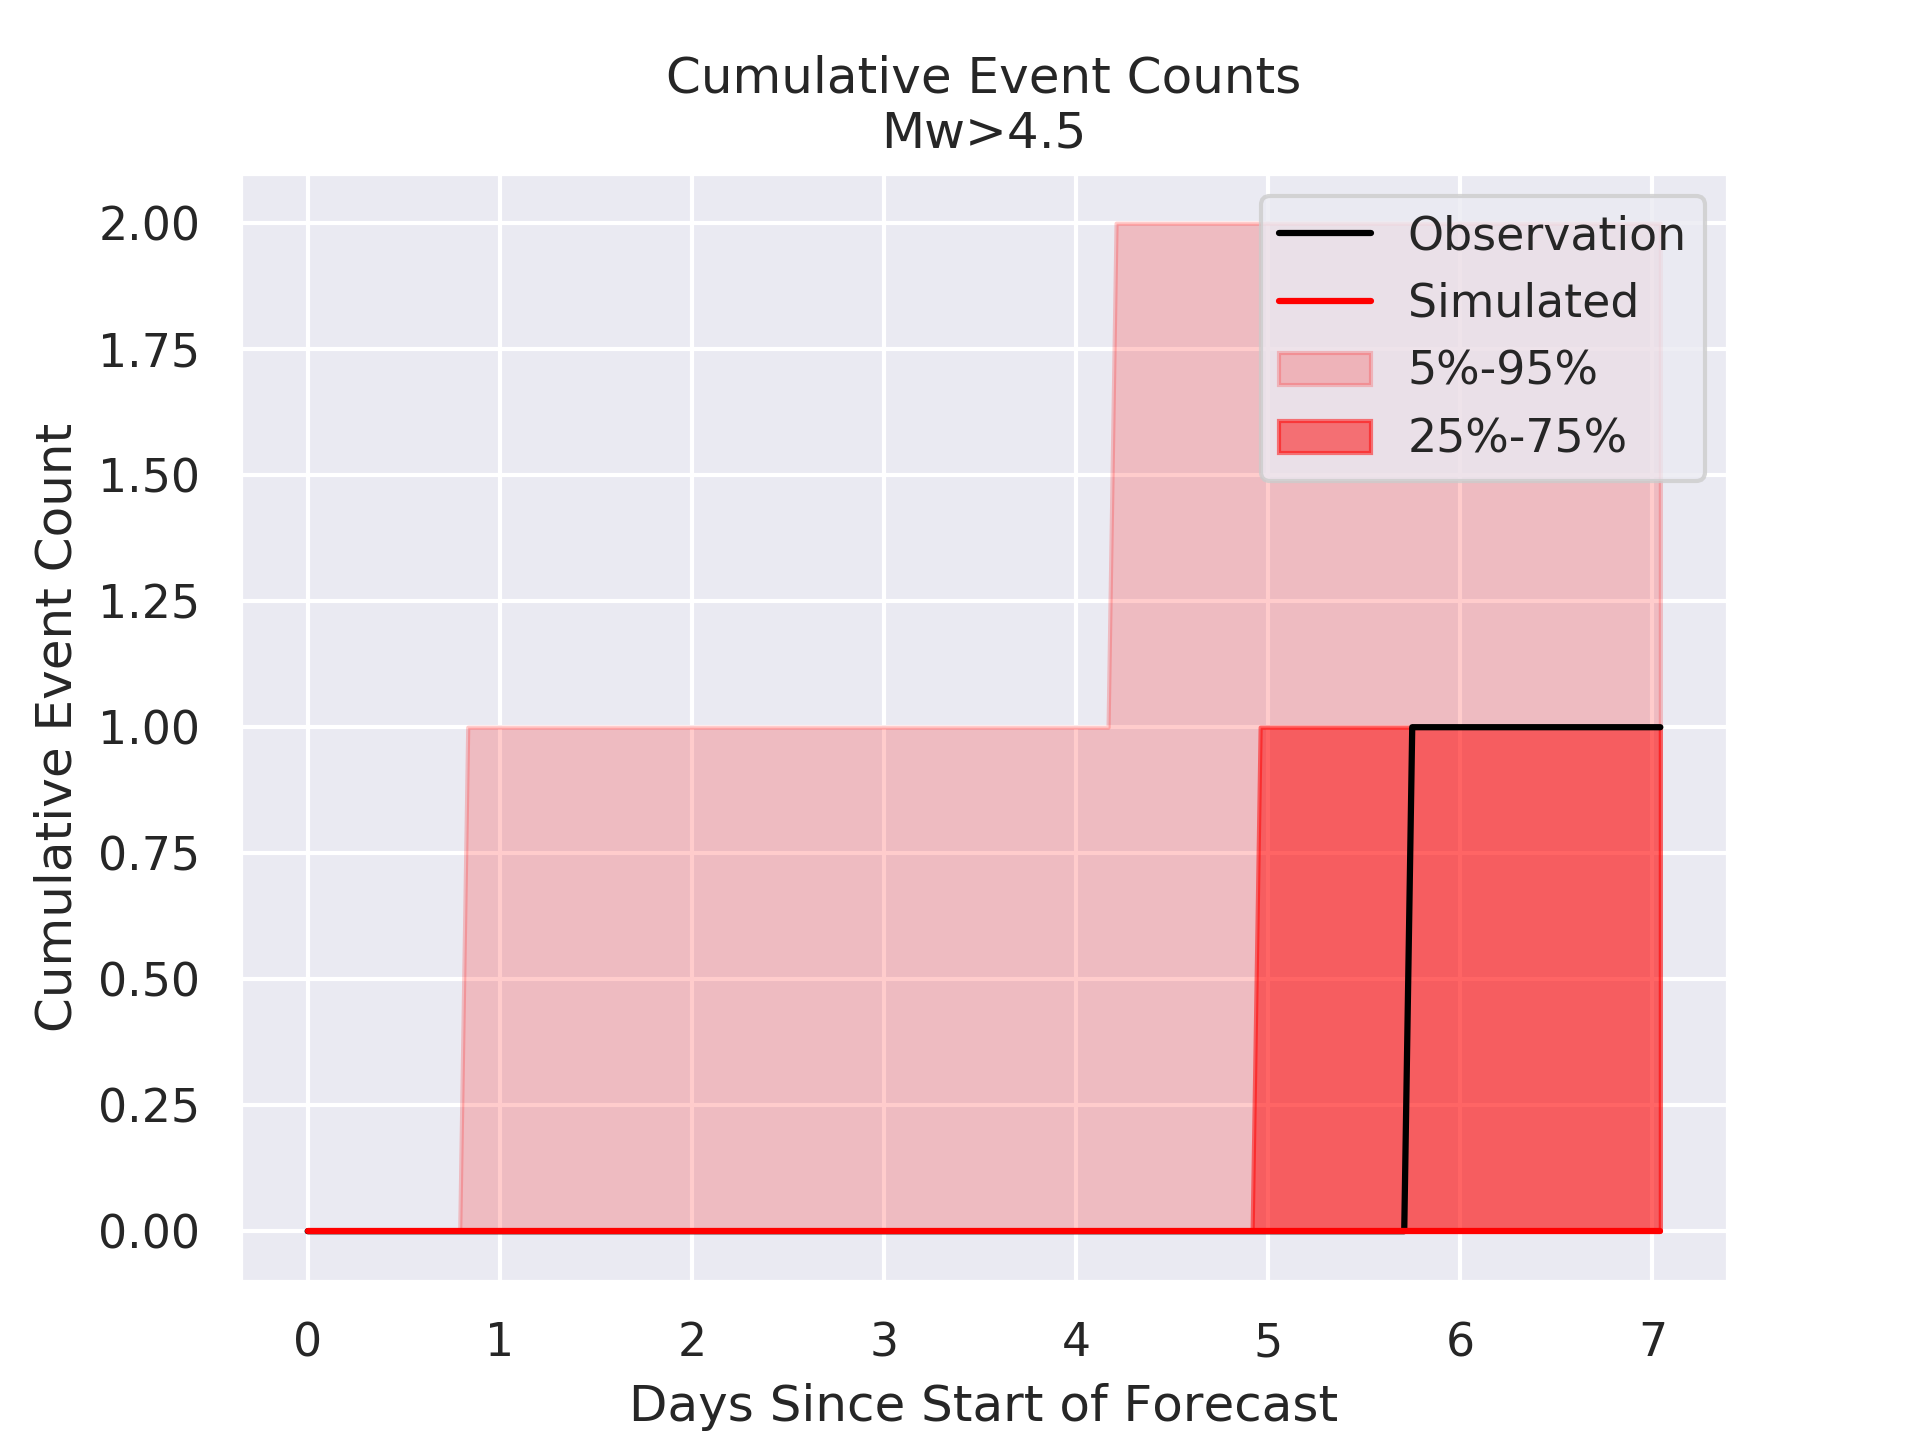 Cumulative Event Counts
Mw>4.5
Cumulative Event Count
2.00
1.75
1.50
1.25
1.00
0.75
0.50
0.25
0.00
Observation
Simulated
5%-95%
25%-75%
0 1 2 3 4 5 6 7
Days Since Start of Forecast